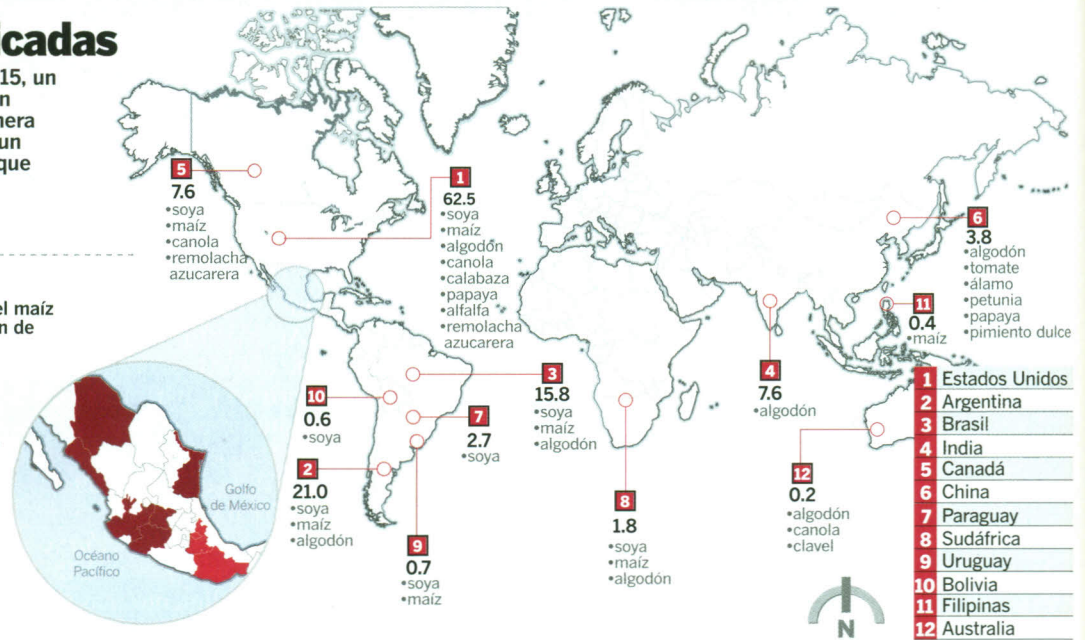 icadas
15, un
n
nera
un
que
el maíz
n de
5
7.6
•soya
•maíz
•canola
•remolacha
azucarera
1
62.5
•soya
•maíz
•algodón
•canola
•calabaza
•papaya
•alfalfa
•remolacha
azucarera
6
3.8
•algodón
•tomate
•álamo
•petunia
•papaya
•pimiento dulce
11
0.4
•maíz
3
15.8
•soya
•maíz
•algodón
4
7.6
•algodón
10
0.6
•soya
7
2.7
•soya
2
21.0
•soya
•maíz
•algodón
9
0.7
•soya
•maíz
8
1.8
•soya
•maíz
•algodón
12
0.2
•algodón
•canola
•clavel
Golfo
de México
Océano
Pacífico
N
1 Estados Unidos
2 Argentina
3 Brasil
4 India
5 Canadá
6 China
7 Paraguay
8 Sudáfrica
9 Uruguay
10 Bolivia
11 Filipinas
12 Australia